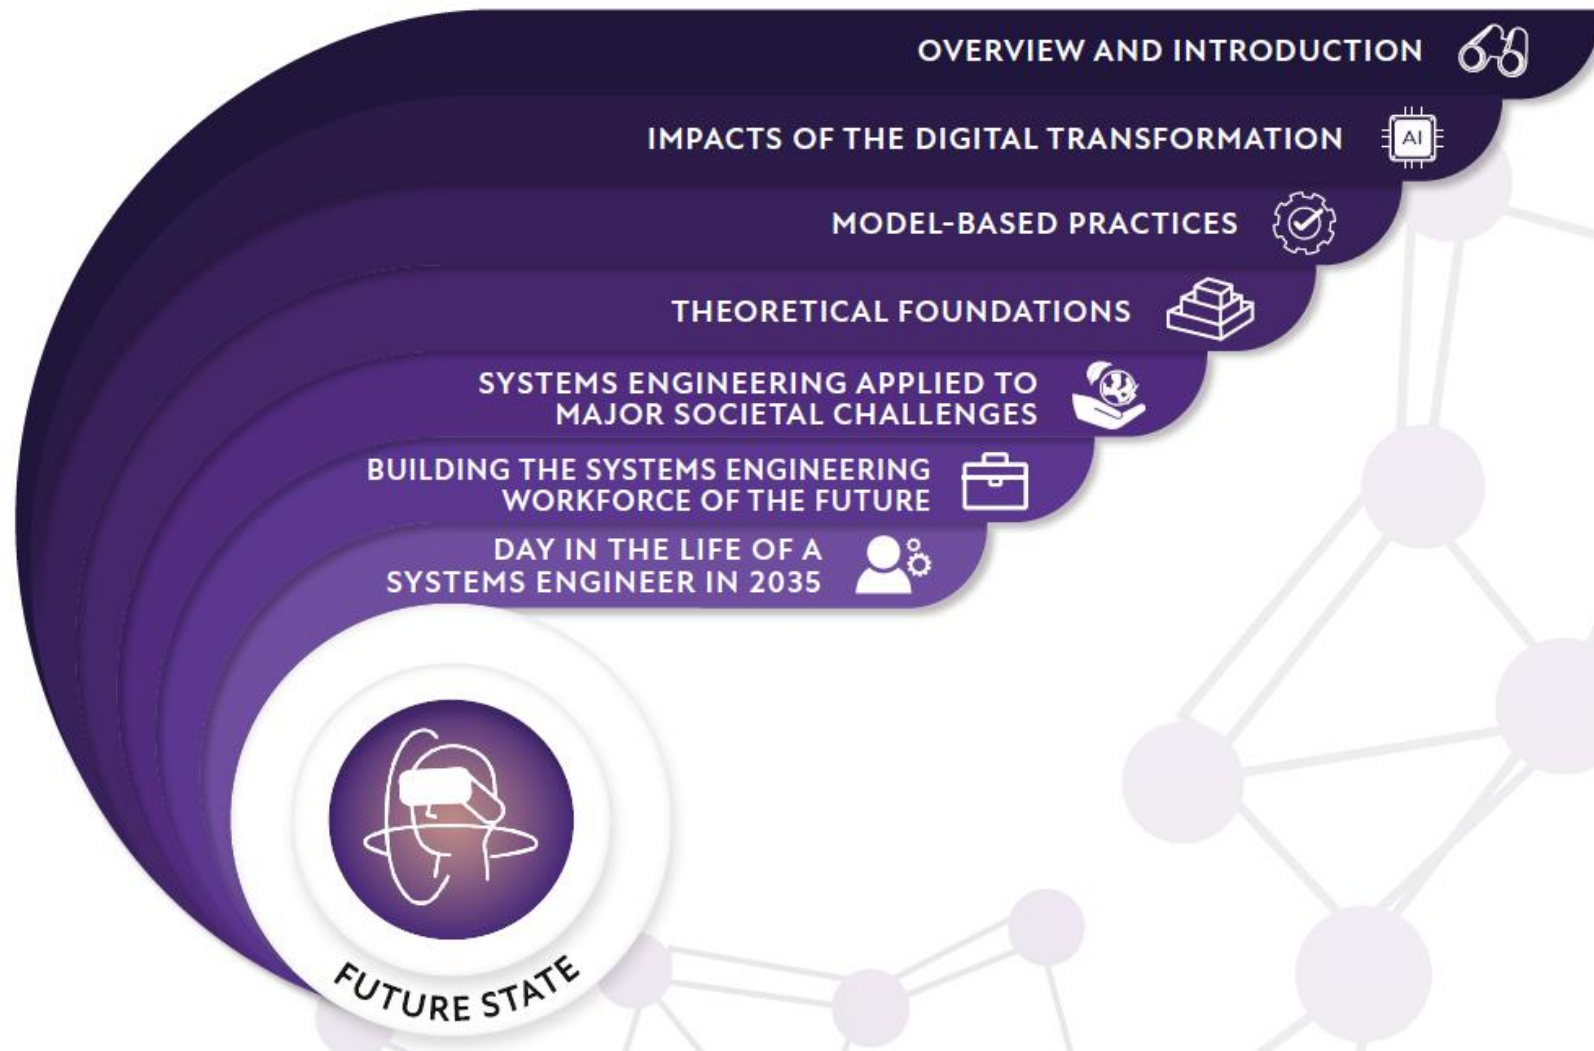 OVERVIEW AND INTRODUCTION
IMPACTS OF THE DIGITAL TRANSFORMATION
AI
MODEL-BASED PRACTICES
THEORETICAL FOUNDATIONS
SYSTEMS ENGINEERING APPLIED TO
MAJOR SOCIETAL CHALLENGES
BUILDING THE SYSTEMS ENGINEERING
WORKFORCE OF THE FUTURE
DAY IN THE LIFE OF A
SYSTEMS ENGINEER IN 2035
FUTURE STATE